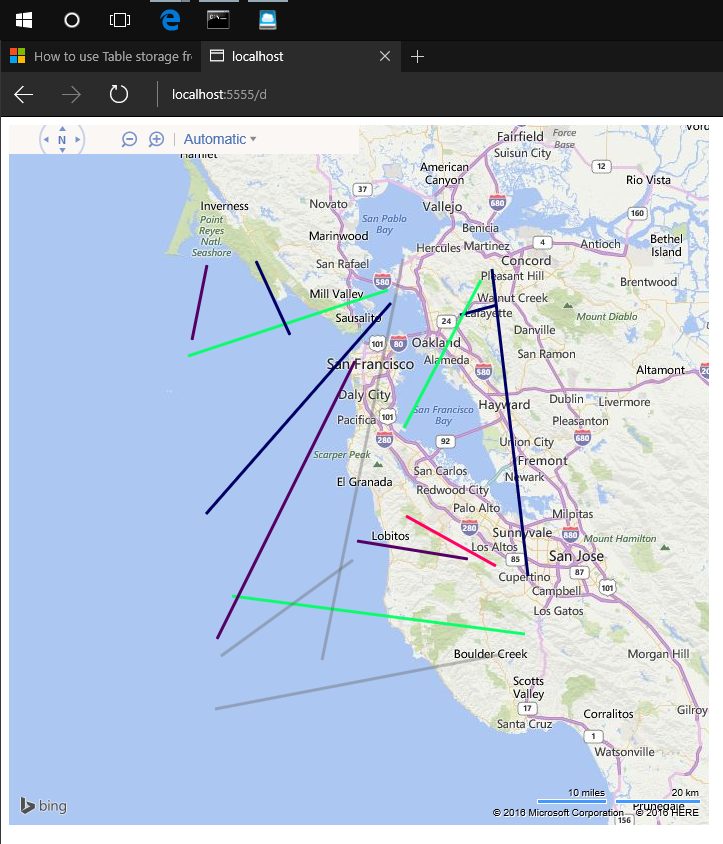 How to use Table storage fr
localhost
localhost:5555/d
N
Automatic
Hamlet
Fairfield
Force
Base
Suisun City
American
Canyon
12
Rio Vista
37
Inverness
Novato
Vallejo
680
160
Point
Reyes
Natl.
Seashore
San Pablo
Bay
Benicia
Marinwood
Hercules
Martinez
4
Antioch
Bethel
Island
San Rafael
Concord
580
Pleasant Hill
Brentwood
Mill Valley
Walnut Creek
Sausalito
Lafayette
Mount Diablo
24
Danville
101
80
Oakland
San Francisco
Alameda
San Ramon
580
Altamont
Daly City
Dublin
Livermore
Hayward
San Francisco
Bay
Pacifica
101
Pleasanton
280
92
Union City
680
Scarper Peak
Fremont
San Carlos
Newark
El Granada
Redwood City
Palo Alto
Milpitas
280
Lobitos
Sunnyvale
880
Mount Hamilton
Los Altos
85
San Jose
Cupertino
87
101
Campbell
Los Gatos
Boulder Creek
Morgan Hill
Scotts
Valley
17
Corralitos
Gilroy
Santa Cruz
1
Watsonville
bing
10 miles
20 km
Prunedale
© 2016 Microsoft Corporation
© 2016 HERE
156